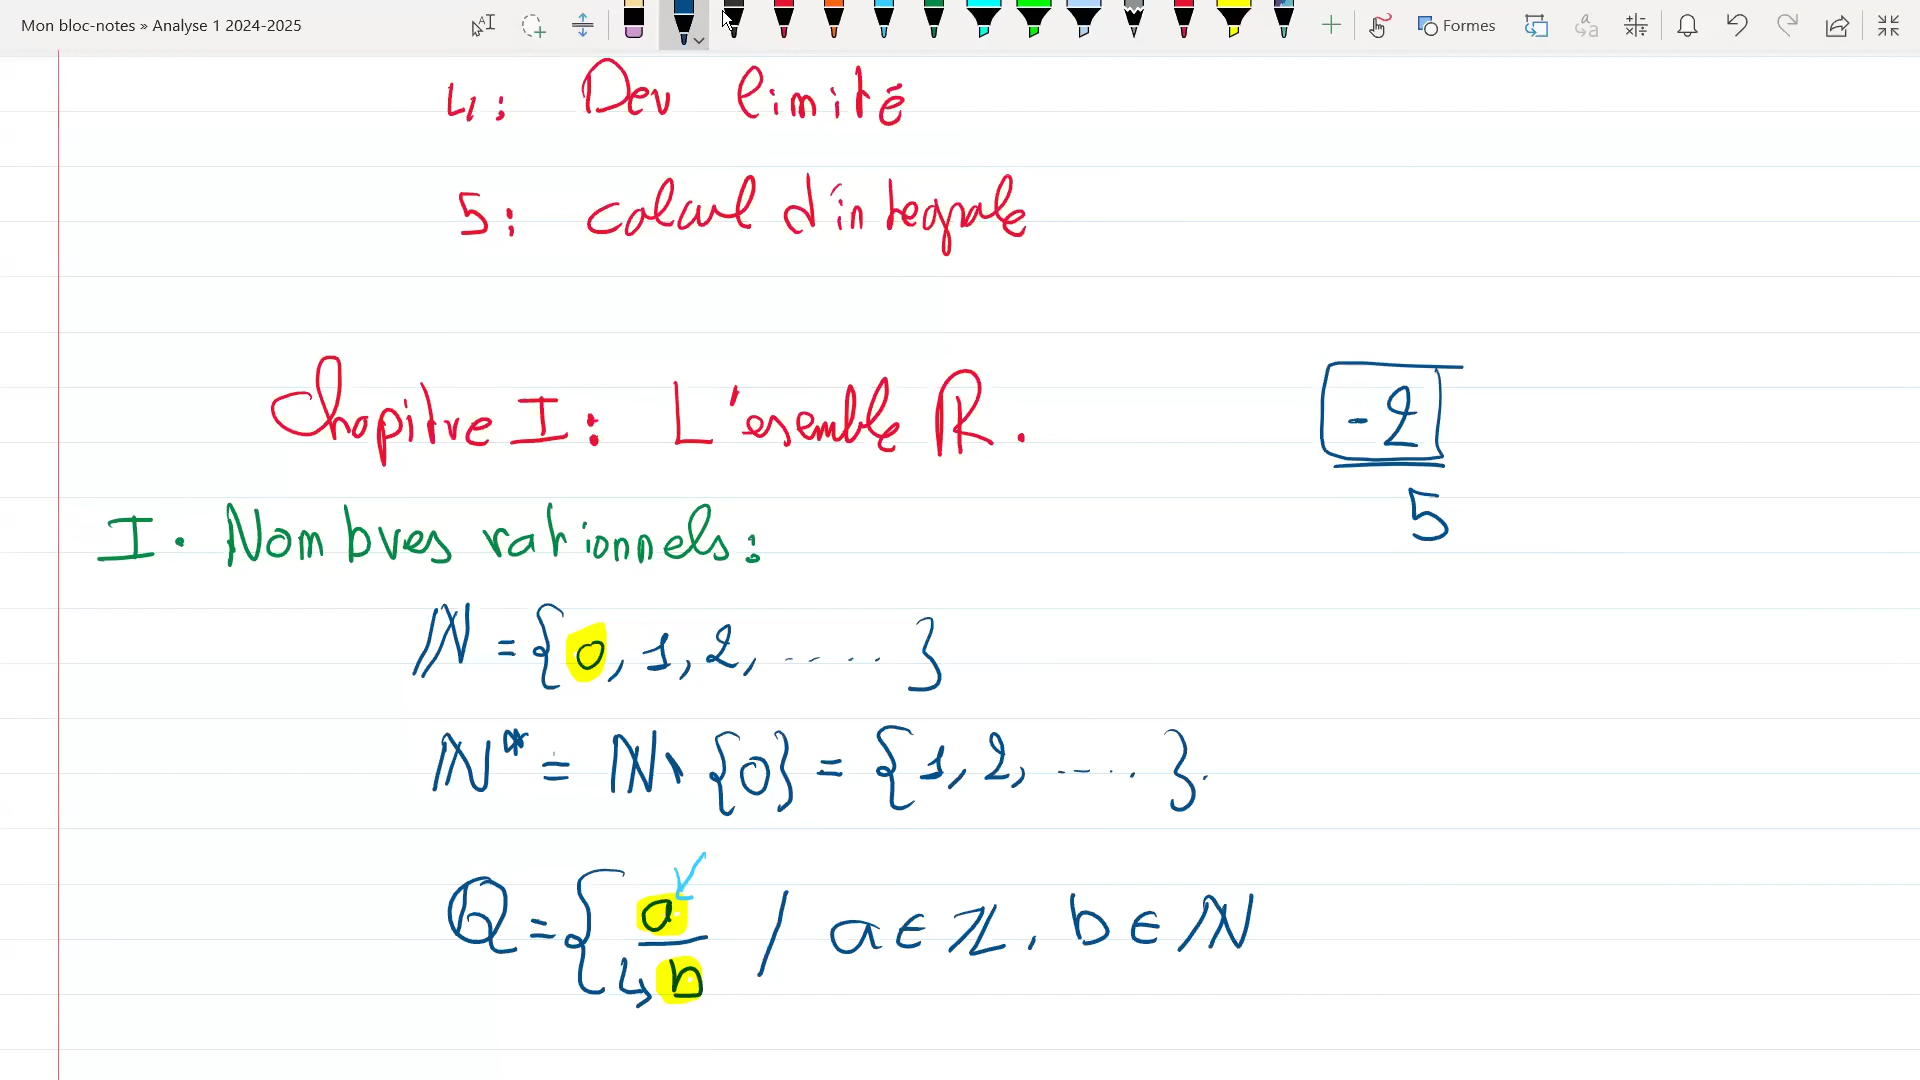 Mon bloc-notes » Analyse 1 2024-2025
Formes
4: Dev limité
5: calcul d'integrale
Chapitre I: L'esemble ℝ.
-2
5
I. Nombres rationnels:
ℕ = {0, 1, 2, ......}
ℕ* = ℕ \ {0} = {1, 2, .....}.
ℚ = { a/b / a ∈ ℤ, b ∈ ℕ